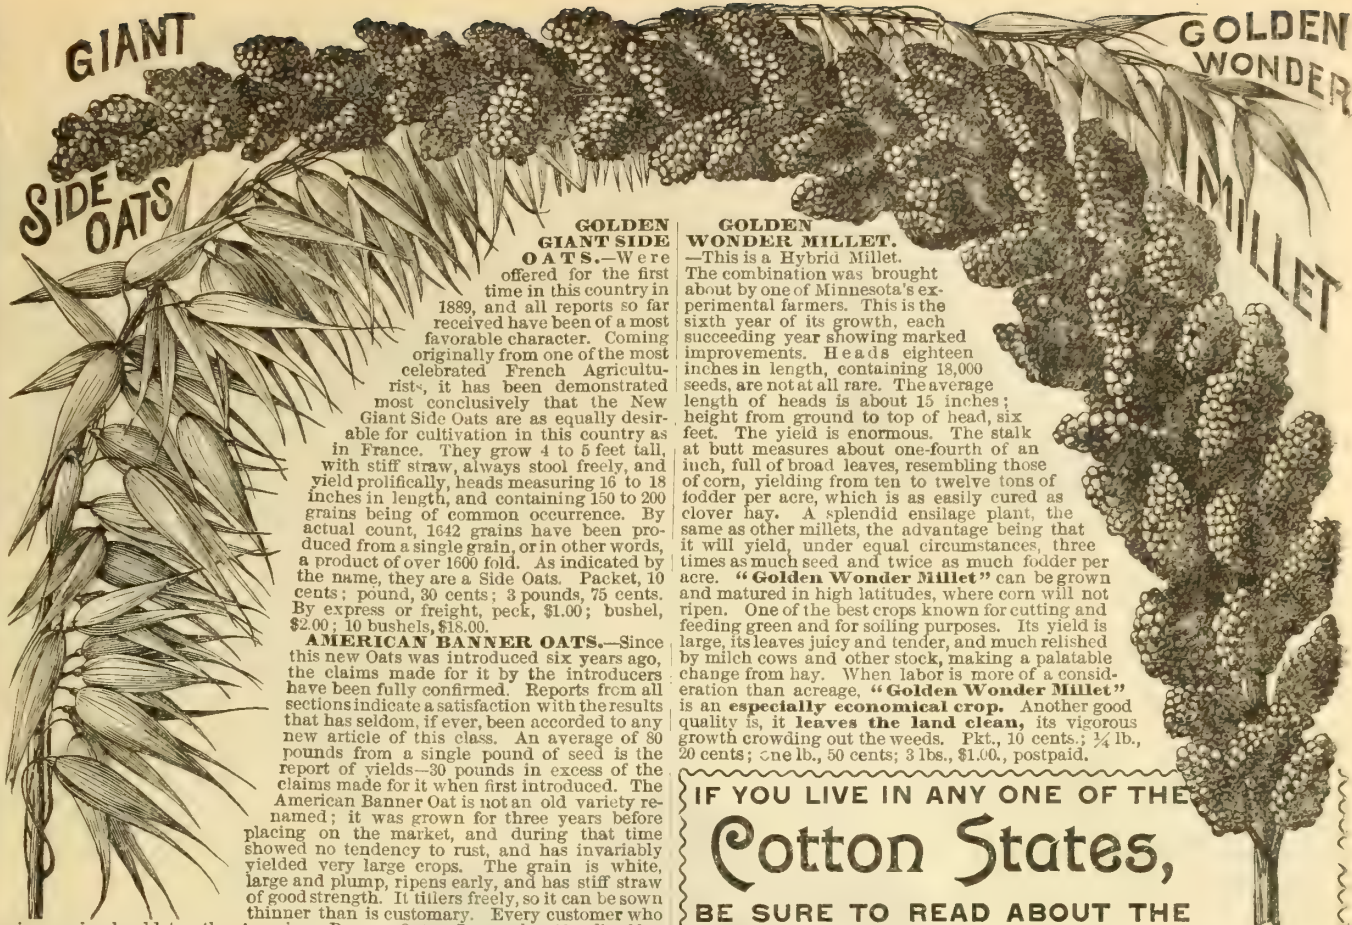 GIANT
SIDE
OATS
GOLDEN
WONDER
MILLET
GOLDEN
GIANT SIDE
OATS.—Were
offered for the first
time in this country in
1889, and all reports so far
received have been of a most
favorable character. Coming
originally from one of the most
celebrated French Agricultu-
rists, it has been demonstrated
most conclusively that the New
Giant Side Oats are as equally desir-
able for cultivation in this country as
in France. They grow 4 to 5 feet tall,
with stiff straw, always stool freely, and
yield prolifically, heads measuring 16 to 18
inches in length, and containing 150 to 200
grains being of common occurrence. By
actual count, 1642 grains have been pro-
duced from a single grain, or in other words,
a product of over 1600 fold. As indicated by
the name, they are a Side Oats. Packet, 10
cents; pound, 30 cents; 3 pounds, 75 cents.
By express or freight, peck, $1.00; bushel,
$2.00; 10 bushels, $18.00.
AMERICAN BANNER OATS.—Since
this new Oats was introduced six years ago,
the claims made for it by the introducers
have been fully confirmed. Reports from all
sections indicate a satisfaction with the results
that has seldom, if ever, been accorded to any
new article of this class. An average of 80
pounds from a single pound of seed is the
report of yields—30 pounds in excess of the
claims made for it when first introduced. The
American Banner Oat is not an old variety re-
named; it was grown for three years before
placing on the market, and during that time
showed no tendency to rust, and has invariably
yielded very large crops. The grain is white,
large and plump, ripens early, and has stiff straw
of good strength. It tillers freely, so it can be sown
thinner than is customary. Every customer who
GOLDEN
WONDER MILLET.
—This is a Hybrid Millet.
The combination was brought
about by one of Minnesota's ex-
perimental farmers. This is the
sixth year of its growth, each
succeeding year showing marked
improvements. Heads eighteen
inches in length, containing 18,000
seeds, are not at all rare. The average
length of heads is about 15 inches;
height from ground to top of head, six
feet. The yield is enormous. The stalk
at butt measures about one-fourth of an
inch, full of broad leaves, resembling those
of corn, yielding from ten to twelve tons of
fodder per acre, which is as easily cured as
clover hay. A splendid ensilage plant, the
same as other millets, the advantage being that
it will yield, under equal circumstances, three
times as much seed and twice as much fodder per
acre. "Golden Wonder Millet" can be grown
and matured in high latitudes, where corn will not
ripen. One of the best crops known for cutting and
feeding green and for soiling purposes. Its yield is
large, its leaves juicy and tender, and much relished
by milch cows and other stock, making a palatable
change from hay. When labor is more of a consid-
eration than acreage, "Golden Wonder Millet"
is an especially economical crop. Another good
quality is, it leaves the land clean, its vigorous
growth crowding out the weeds. Pkt., 10 cents.; ¼ lb.,
20 cents; one lb., 50 cents; 3 lbs., $1.00., postpaid.
IF YOU LIVE IN ANY ONE OF THE
Cotton States,
BE SURE TO READ ABOUT THE